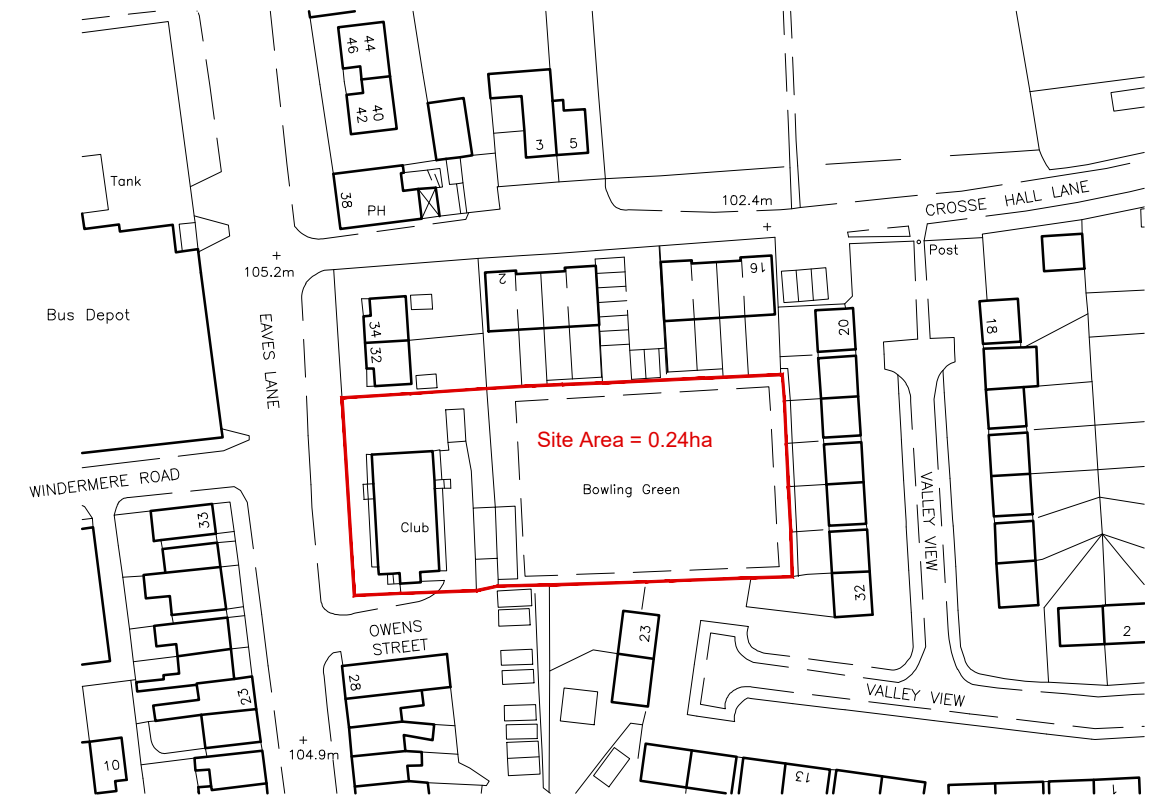 44
46
40
42
3
5
Tank
38
PH
102.4m
CROSSE HALL LANE
Post
105.2m
2
16
Bus Depot
EAVES LANE
34
32
20
18
Site Area = 0.24ha
WINDERMERE ROAD
Bowling Green
33
Club
VALLEY VIEW
32
OWENS
STREET
23
2
28
23
VALLEY VIEW
104.9m
10
13
1